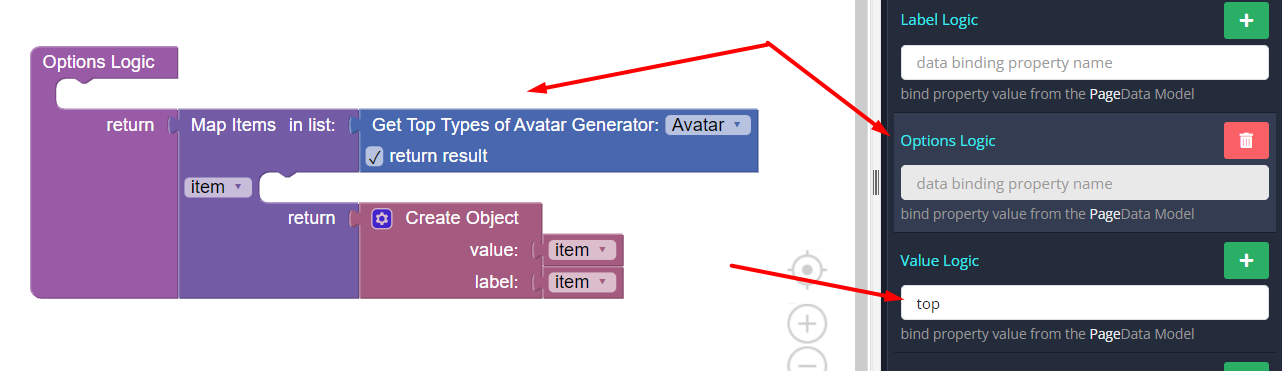 Options Logic
return Map Items in list: Get Top Types of Avatar Generator: Avatar
return result
item
return Create Object
value: item
label: item
Label Logic
data binding property name
bind property value from the PageData Model
Options Logic
data binding property name
bind property value from the PageData Model
Value Logic
top
bind property value from the PageData Model